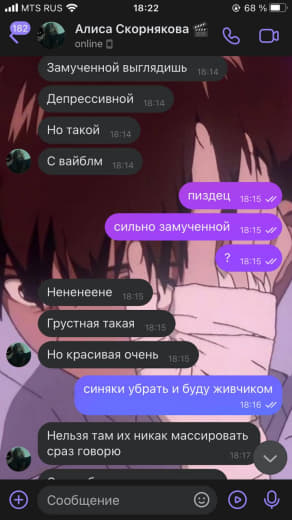 MTS RUS 18:22 68 %
182
Алиса Скорнякова
online
Замученной выглядишь 18:14
Депрессивной 18:14
Но такой 18:14
С вайблм 18:14
пиздец 18:15
сильно замученной 18:15
? 18:15
Нененеене 18:15
Грустная такая 18:15
Но красивая очень 18:15
синяки убрать и буду живчиком
18:16
Нельзя там их никак массировать
сраз говорю 18:17
Сообщение